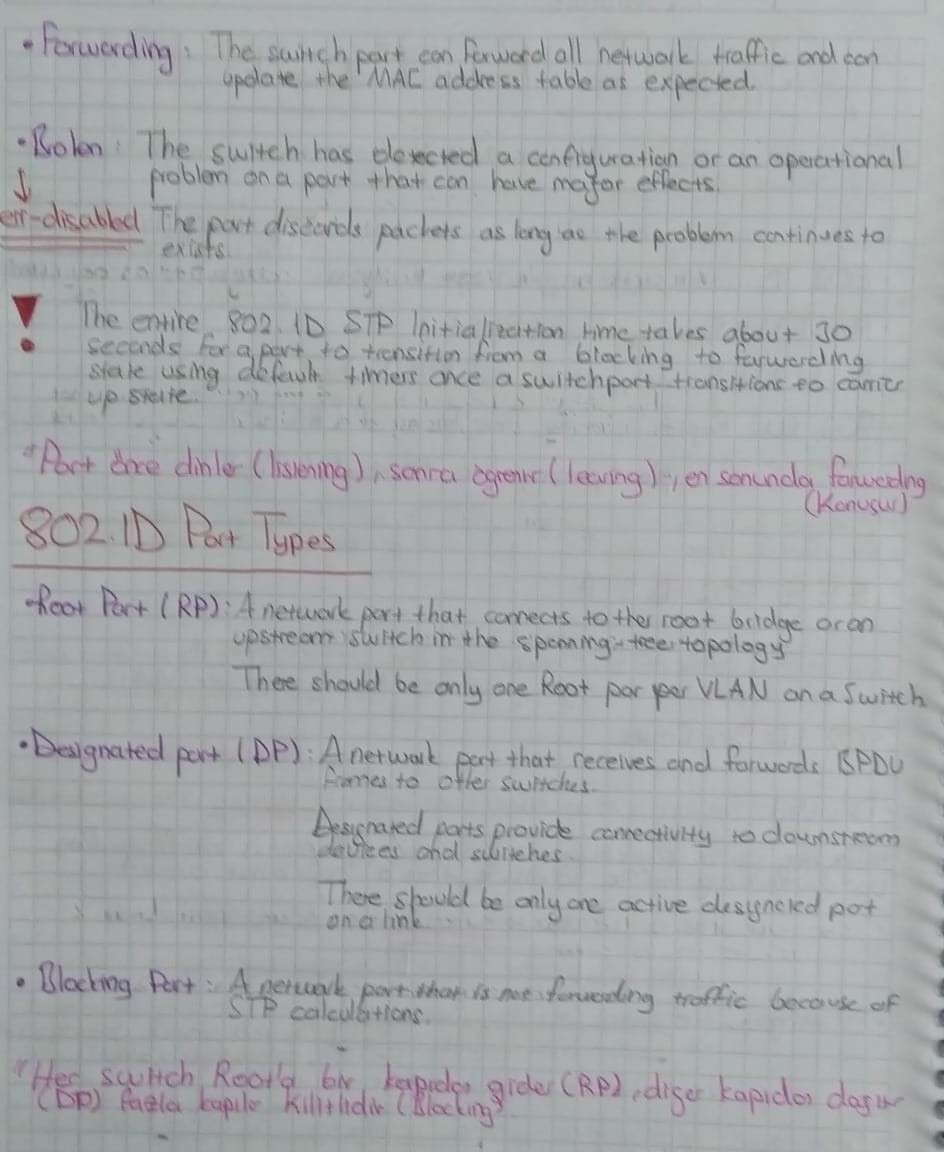 • Forwarding: The switch port can forward all network traffic and can
update the MAC address table as expected.
• Broken: The switch has detected a configuration or an operational
problem on a port that can have major effects.
↓
err-disabled The port discards packets as long as the problem continues to
exists.
! The entire 802.1D STP Initialization time takes about 30
seconds for a port to transition from a blocking to forwarding
state using default timers once a switchport transitions to carrier
up state.
"Port önce dinler (listening), sonra ögrenir (learing), en sonunda forwarding
(Konusur)
802.1D Port Types
• Root Port (RP): A network port that connects to the root bridge or an
upstream switch in the spanning-tree topology
There should be only one Root por per VLAN on a Switch
• Designated port (DP): A network port that receives and forwards BPDU
frames to other switches.
Designated ports provide connectivity to downstream
devices and switches.
There should be only one active designated pot
on a link
• Blocking Port: A network port that is not forwarding traffic because of
STP calculations.
"Her switch Root'a bir kapidan gider (RP), diger kapidan dagitir
(DP) fazla kapilo kilitlidir (Blocking)